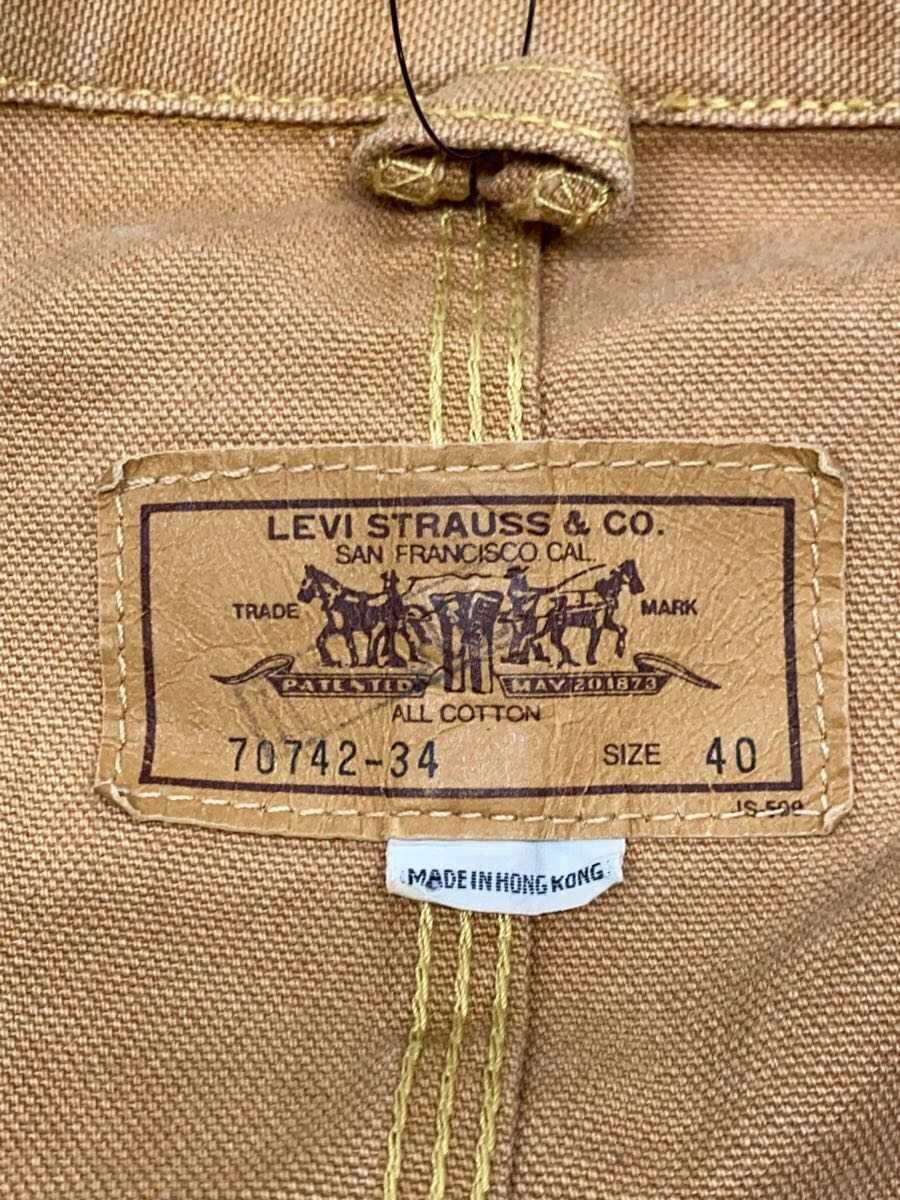 LEVI STRAUSS & CO.
SAN FRANCISCO. CAL.
TRADE MARK
PATENTED MAY 20 1873
ALL COTTON
70742-34 SIZE 40
MADE IN HONG KONG